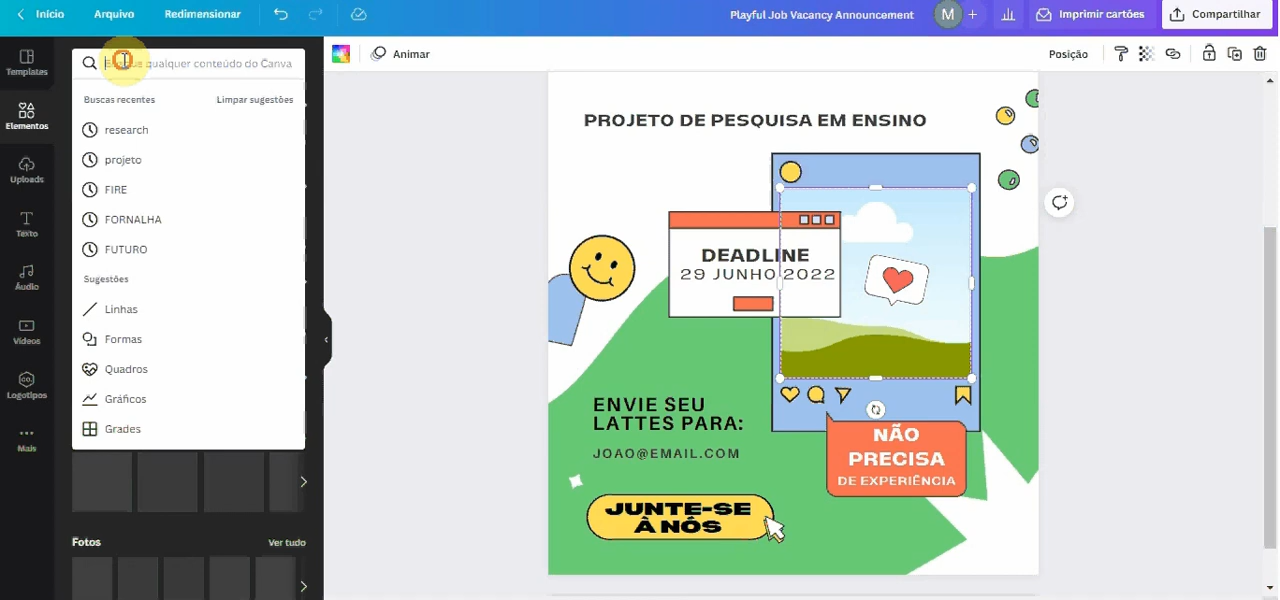 Início Arquivo Redimensionar Playful Job Vacancy Announcement M + Imprimir cartões Compartilhar
Templates
Elementos
Uploads
Texto
Áudio
Vídeos
CO.
Logotipos
Mais
qualquer conteúdo do Canva
Buscas recentes Limpar sugestões
research
projeto
FIRE
FORNALHA
FUTURO
Sugestões
Linhas
Formas
Quadros
Gráficos
Grades
Fotos Ver tudo
Animar Posição
PROJETO DE PESQUISA EM ENSINO
DEADLINE
29 JUNHO 2022
ENVIE SEU
LATTES PARA:
JOAO@EMAIL.COM
NÃO
PRECISA
DE EXPERIÊNCIA
JUNTE-SE
À NÓS